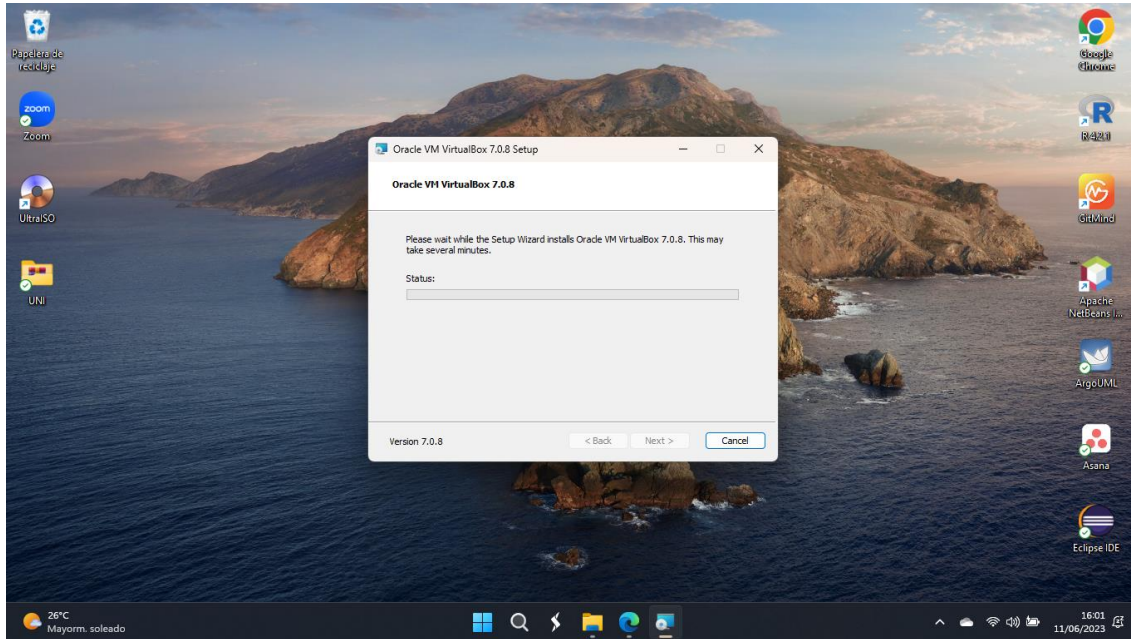 Papelera de
reciclaje
zoom
Zoom
UltraISO
UNI
Oracle VM VirtualBox 7.0.8 Setup
Oracle VM VirtualBox 7.0.8
Please wait while the Setup Wizard installs Oracle VM VirtualBox 7.0.8. This may
take several minutes.
Status:
Version 7.0.8
< Back
Next >
Cancel
Google
Chrome
R
R 4.2.1
GitMind
Apache
NetBeans I...
ArgoUML
Asana
Eclipse IDE
26°C
Mayorm. soleado
16:01
11/06/2023